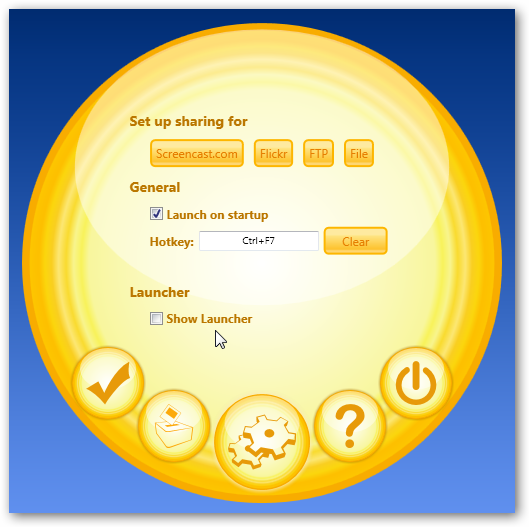 Set up sharing for
Screencast.com Flickr FTP File
General
Launch on startup
Hotkey: Ctrl+F7 Clear
Launcher
Show Launcher
?